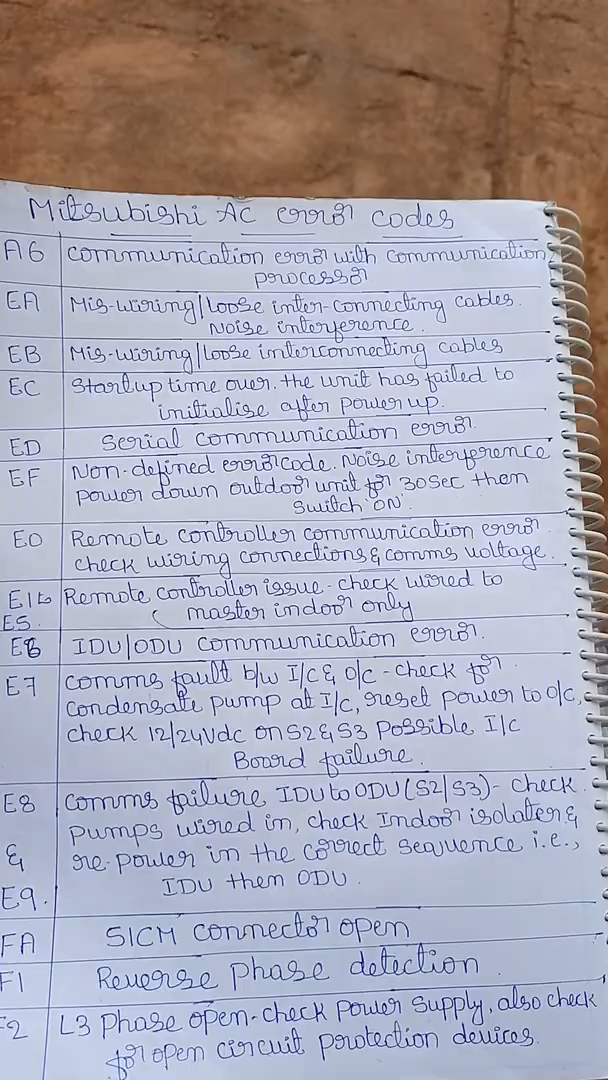 Mitsubishi AC error codes
A6 communication error with communication
processor
EA Mis-wiring/loose inter-connecting cables.
Noise interference.
EB Mis-wiring/loose interconnecting cables
EC Startup time over. the unit has failed to
initialise after power up.
ED Serial communication error.
EF Non-defined error code. Noise interference
power down outdoor unit for 30 sec then
switch 'ON'
E0 Remote controller communication error
check wiring connections & comms voltage.
E1 to Remote controller issue - check wired to
E5. master indoor only
E6 IDU/ODU communication error.
E7 comms fault b/w I/C & O/C - check for
condensate pump at I/C, reset power to O/C,
check 12/24Vdc on S2 & S3 possible I/C
Board failure.
E8 comms failure IDU to ODU (S2/S3) - check
pumps wired in, check Indoor isolater &
& re-power in the correct sequence i.e.,
E9. IDU then ODU.
FA 51CM connector open
F1 Reverse phase detection.
F2 L3 phase open - check power supply, also check
for open circuit protection devices.